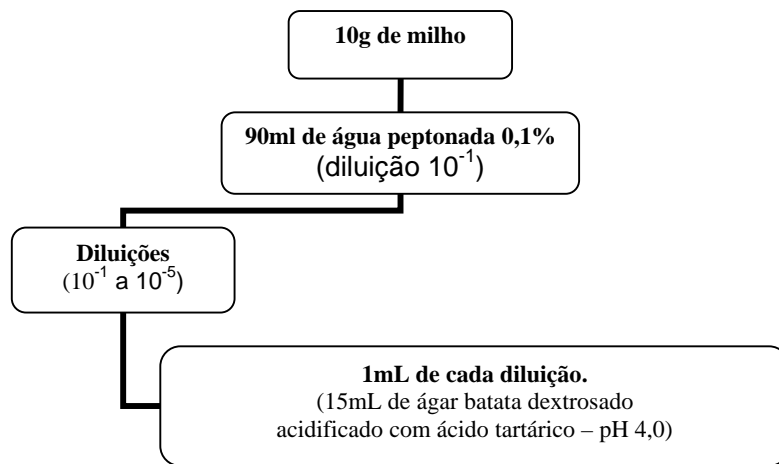 10g de milho
90ml de água peptonada 0,1%
(diluição 10⁻¹)
Diluições
(10⁻¹ a 10⁻⁵)
1mL de cada diluição.
(15mL de ágar batata dextrosado
acidificado com ácido tartárico – pH 4,0)